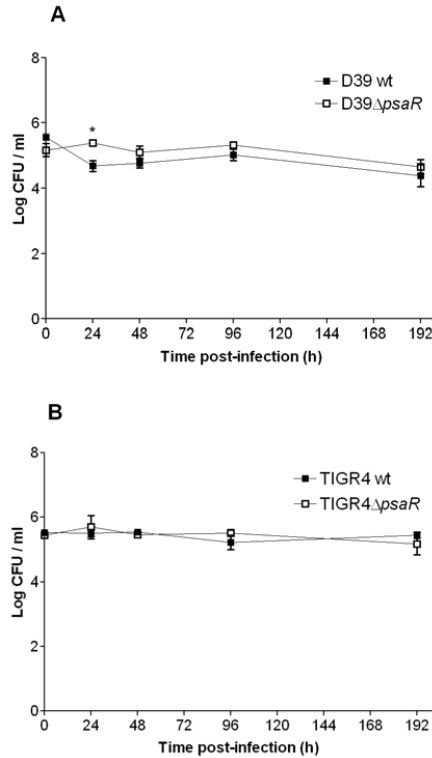 A
8
D39 wt
D39ΔpsaR
6
*
4
2
0
Log CFU / ml
0 24 48 72 96 120 144 168 192
Time post-infection (h)
B
8
TIGR4 wt
TIGR4ΔpsaR
6
4
2
0
Log CFU / ml
0 24 48 72 96 120 144 168 192
Time post-infection (h)